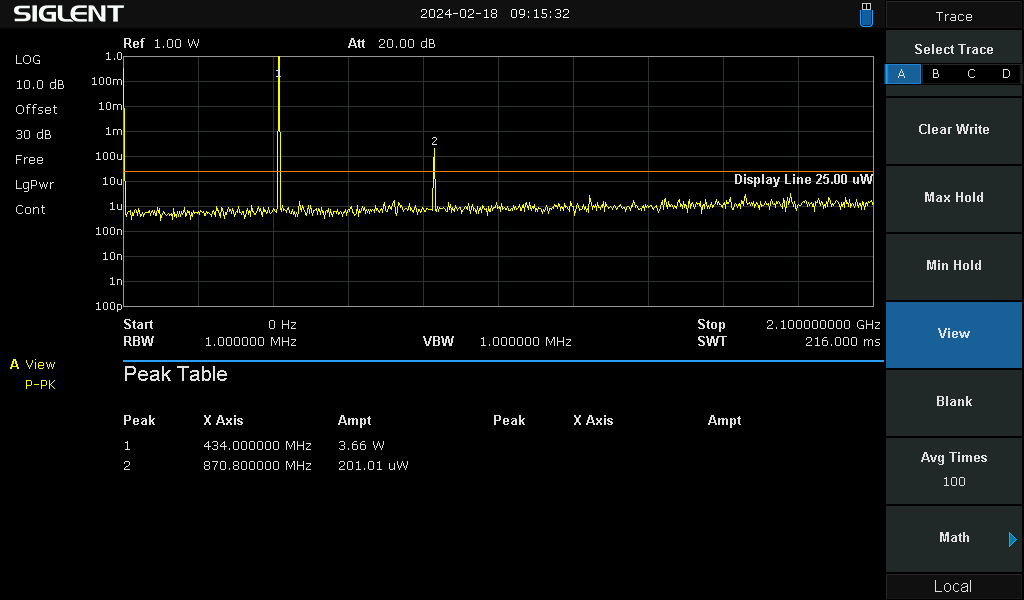 SIGLENT 2024-02-18 09:15:32
Trace
Ref 1.00 W Att 20.00 dB
Select Trace
A B C D
LOG
10.0 dB
Offset
30 dB
Free
LgPwr
Cont
1.0
100m
10m
1m
100u
10u
1u
100n
10n
1n
100p
1
2
Display Line 25.00 uW
Start 0 Hz Stop 2.100000000 GHz
RBW 1.000000 MHz VBW 1.000000 MHz SWT 216.000 ms
A View
P-PK
Peak Table
Peak X Axis Ampt Peak X Axis Ampt
1 434.000000 MHz 3.66 W
2 870.800000 MHz 201.01 uW
Clear Write
Max Hold
Min Hold
View
Blank
Avg Times
100
Math
Local